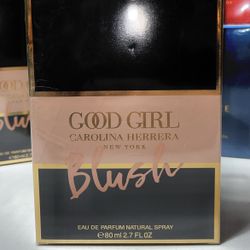 GOOD GIRL
CAROLINA HERRERA
NEW YORK
Blush
EAU DE PARFUM NATURAL SPRAY
℮ 80 ml 2.7 FL OZ